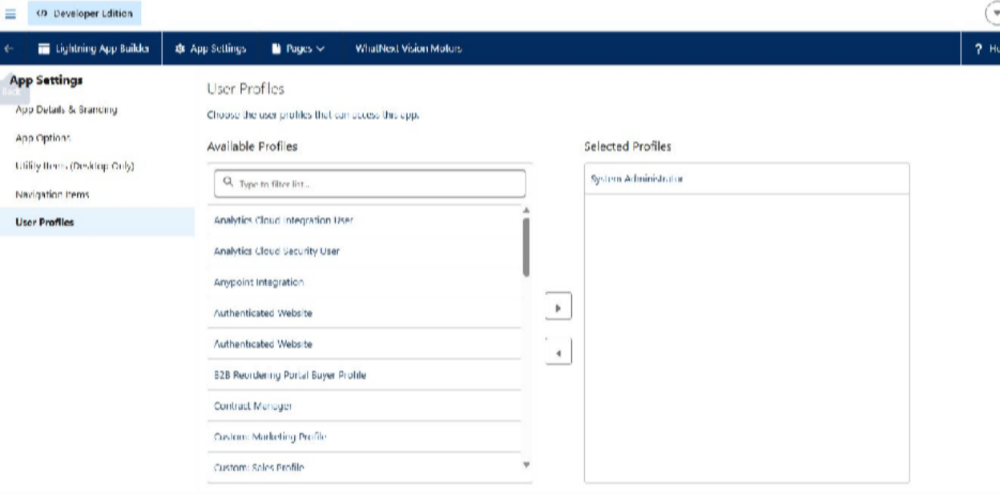 </> Developer Edition
Lightning App Builder
App Settings
Pages
WhatNext Vision Motors
?
App Settings
Back
App Details & Branding
App Options
Utility Items (Desktop Only)
Navigation Items
User Profiles
User Profiles
Choose the user profiles that can access this app.
Available Profiles
Type to filter list...
Analytics Cloud Integration User
Analytics Cloud Security User
Anypoint Integration
Authenticated Website
Authenticated Website
B2B Reordering Portal Buyer Profile
Contract Manager
Custom: Marketing Profile
Custom: Sales Profile
Selected Profiles
System Administrator